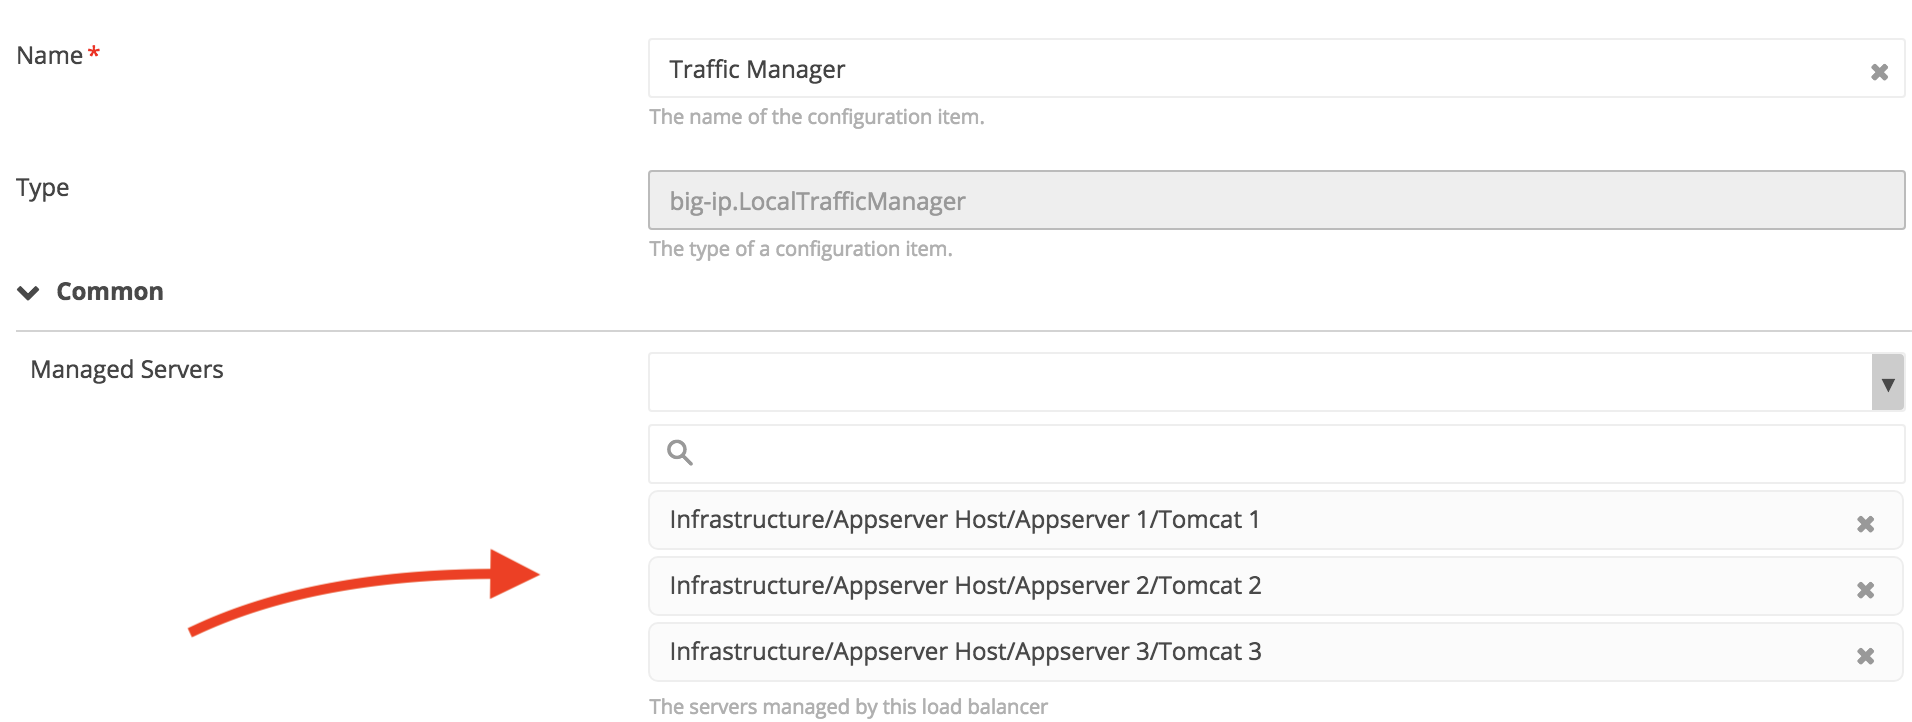 Name *
Traffic Manager
The name of the configuration item.
Type
big-ip.LocalTrafficManager
The type of a configuration item.
Common
Managed Servers
Infrastructure/Appserver Host/Appserver 1/Tomcat 1
Infrastructure/Appserver Host/Appserver 2/Tomcat 2
Infrastructure/Appserver Host/Appserver 3/Tomcat 3
The servers managed by this load balancer